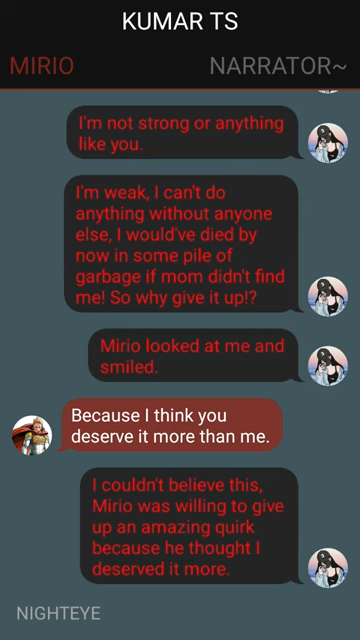 KUMAR TS
MIRIO NARRATOR~
I'm not strong or anything
like you.
I'm weak, I can't do
anything without anyone
else, I would've died by
now in some pile of
garbage if mom didn't find
me! So why give it up!?
Mirio looked at me and
smiled.
Because I think you
deserve it more than me.
I couldn't believe this,
Mirio was willing to give
up an amazing quirk
because he thought I
deserved it more.
NIGHTEYE